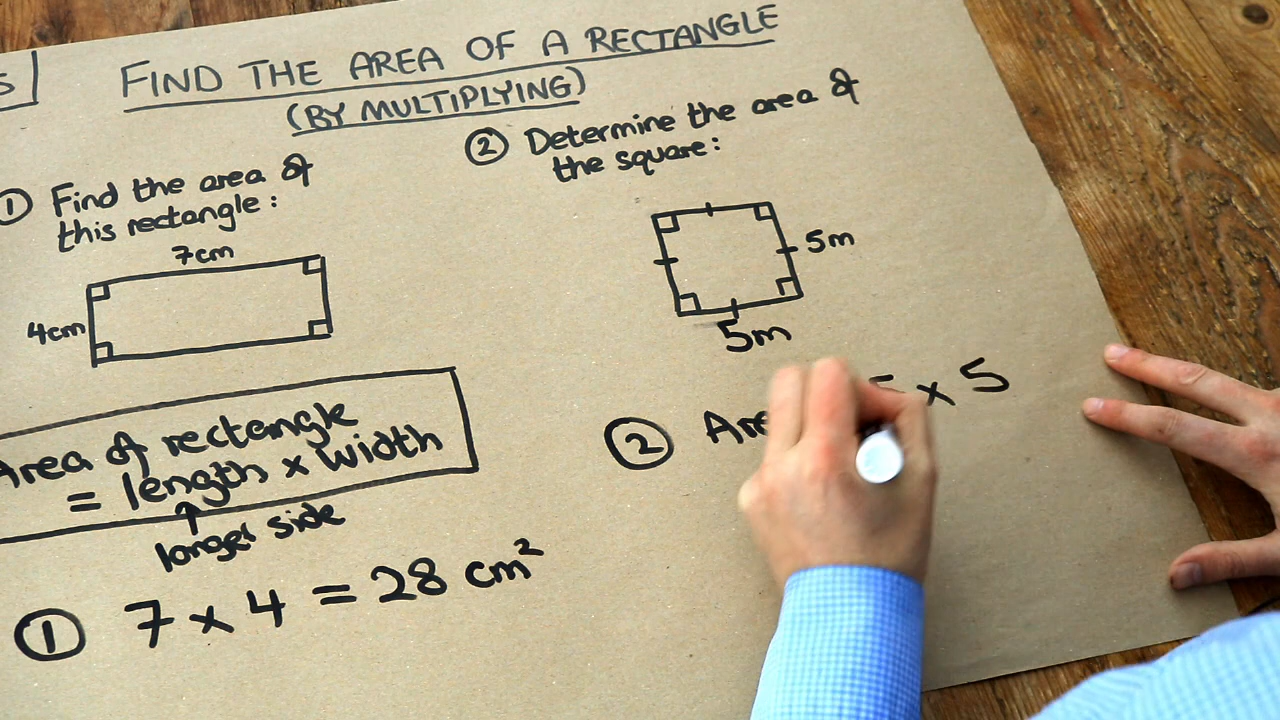 FIND THE AREA OF A RECTANGLE
(BY MULTIPLYING)
① Find the area of
this rectangle:
7cm
4cm
Area of rectangle
= length × width
↑
longer side
① 7 × 4 = 28 cm²
② Determine the area of
the square:
5m
5m
② × 5